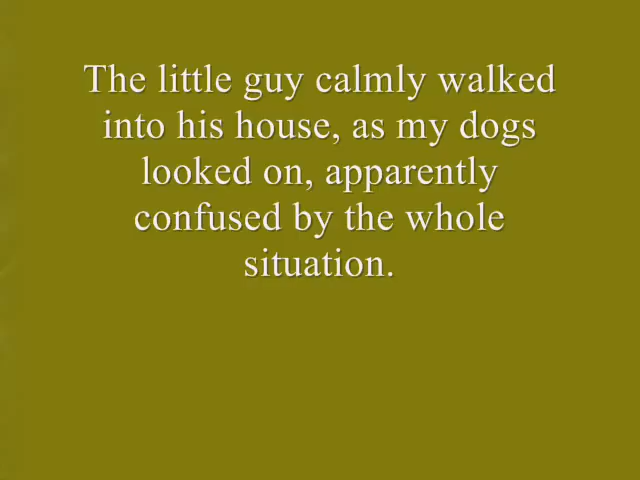 The little guy calmly walked
into his house, as my dogs
looked on, apparently
confused by the whole
situation.